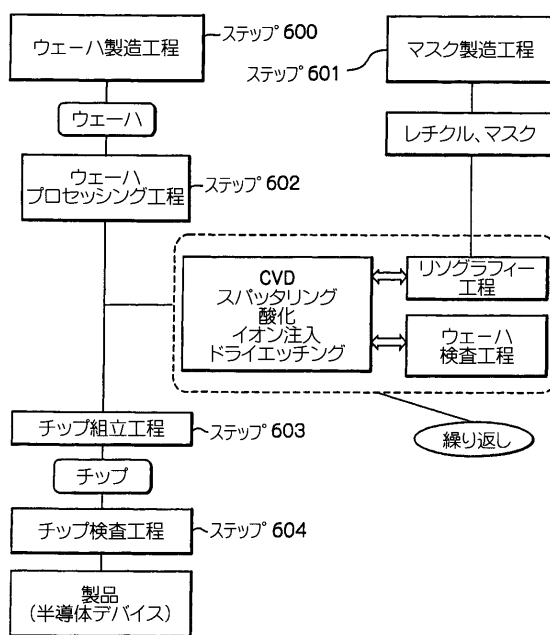 ウェーハ製造工程
ステップ 600
マスク製造工程
ステップ 601
ウェーハ
レチクル、マスク
ウェーハ
プロセッシング工程
ステップ 602
CVD
スパッタリング
酸化
イオン注入
ドライエッチング
リソグラフィー
工程
ウェーハ
検査工程
チップ組立工程
ステップ 603
繰り返し
チップ
チップ検査工程
ステップ 604
製品
(半導体デバイス)